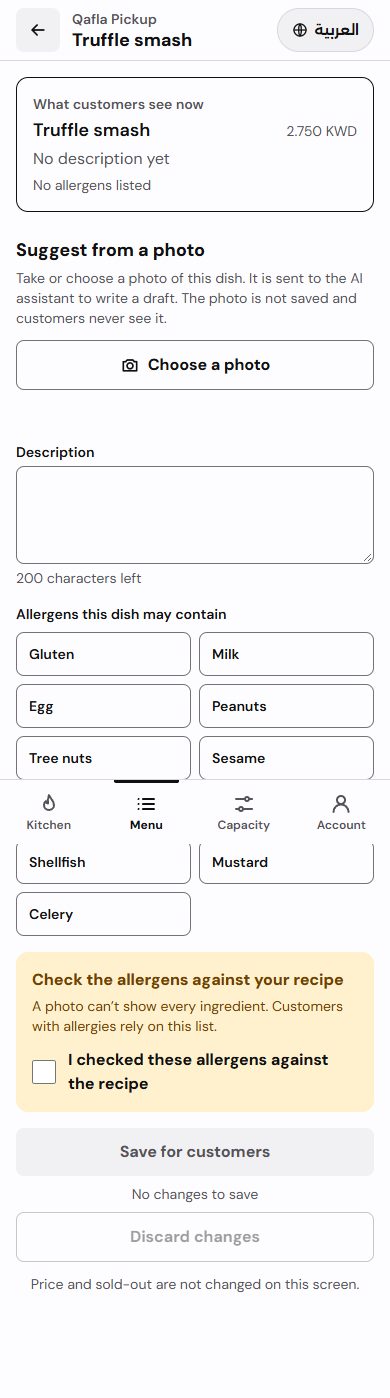 Qafla Pickup
Truffle smash
العربية
What customers see now
Truffle smash
2.750 KWD
No description yet
No allergens listed
Suggest from a photo
Take or choose a photo of this dish. It is sent to the AI
assistant to write a draft. The photo is not saved and
customers never see it.
Choose a photo
Description
200 characters left
Allergens this dish may contain
Gluten
Milk
Egg
Peanuts
Tree nuts
Sesame
Kitchen
Menu
Capacity
Account
Shellfish
Mustard
Celery
Check the allergens against your recipe
A photo can’t show every ingredient. Customers
with allergies rely on this list.
I checked these allergens against
the recipe
Save for customers
No changes to save
Discard changes
Price and sold-out are not changed on this screen.